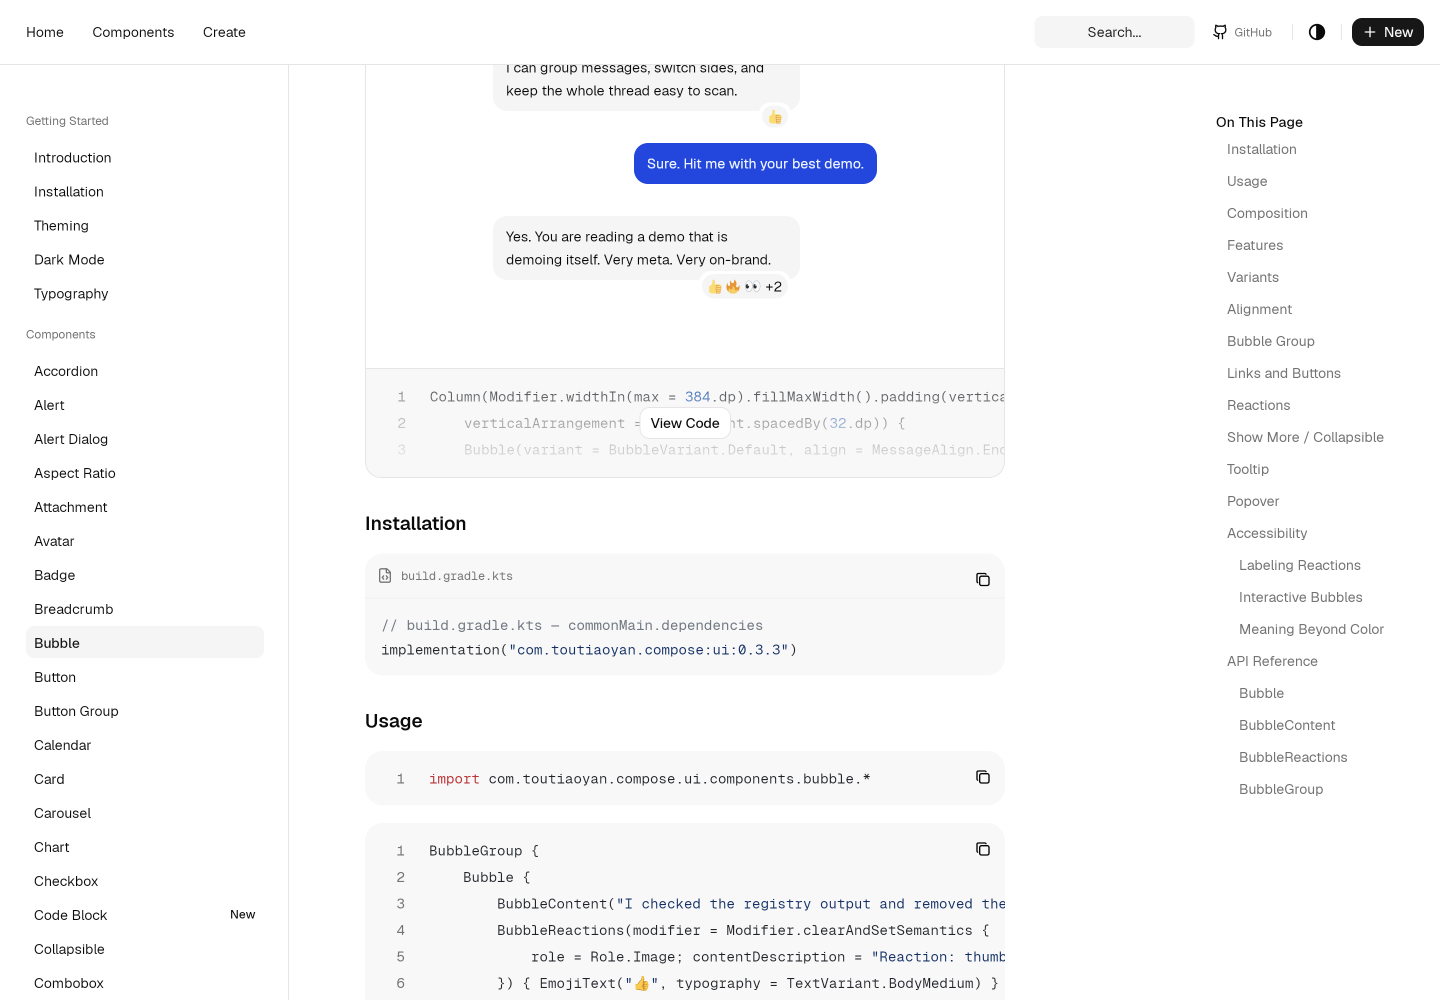 Home
Components
Create
Search...
GitHub
New
Getting Started
Introduction
Installation
Theming
Dark Mode
Typography
Components
Accordion
Alert
Alert Dialog
Aspect Ratio
Attachment
Avatar
Badge
Breadcrumb
Bubble
Button
Button Group
Calendar
Card
Carousel
Chart
Checkbox
Code Block New
Collapsible
Combobox
I can group messages, switch sides, and
keep the whole thread easy to scan.
👍
Sure. Hit me with your best demo.
Yes. You are reading a demo that is
demoing itself. Very meta. Very on-brand.
👍🔥👀 +2
1 Column(Modifier.widthIn(max = 384.dp).fillMaxWidth().padding(vertica
2 verticalArrangement = nt.spacedBy(32.dp)) {
View Code
3 Bubble(variant = BubbleVariant.Default, align = MessageAlign.End
Installation
build.gradle.kts
// build.gradle.kts — commonMain.dependencies
implementation("com.toutiaoyan.compose:ui:0.3.3")
Usage
1 import com.toutiaoyan.compose.ui.components.bubble.*
1 BubbleGroup {
2 Bubble {
3 BubbleContent("I checked the registry output and removed the
4 BubbleReactions(modifier = Modifier.clearAndSetSemantics {
5 role = Role.Image; contentDescription = "Reaction: thumb
6 }) { EmojiText("👍", typography = TextVariant.BodyMedium) }
On This Page
Installation
Usage
Composition
Features
Variants
Alignment
Bubble Group
Links and Buttons
Reactions
Show More / Collapsible
Tooltip
Popover
Accessibility
Labeling Reactions
Interactive Bubbles
Meaning Beyond Color
API Reference
Bubble
BubbleContent
BubbleReactions
BubbleGroup